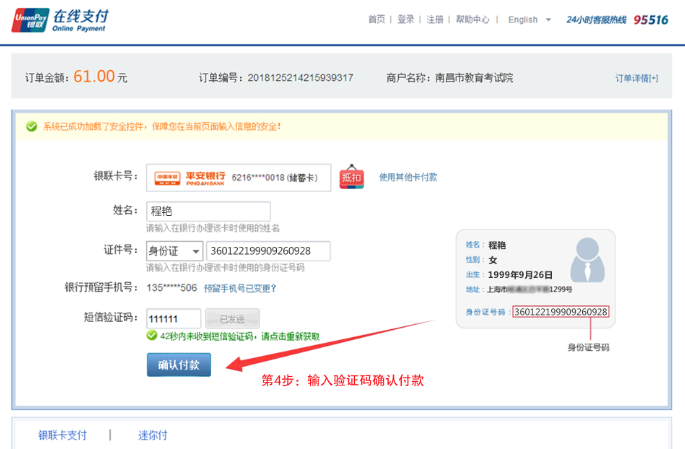 UnionPay 银联 在线支付 Online Payment
首页 | 登录 | 注册 | 帮助中心 | English 24小时客服热线 95516
订单金额：61.00元 订单编号：2018125214215939317 商户名称：南昌市教育考试院 订单详情[+]
系统已成功加载了安全控件，保障您在当前页面输入信息的安全！
银联卡号： 中国平安 平安银行 PING AN BANK 6216****0018 (储蓄卡) 抵扣 使用其他卡付款
姓名： 程艳
请输入在银行办理该卡时使用的姓名
证件号： 身份证 360122199909260928
请输入在银行办理该卡时使用的身份证号码
银行预留手机号： 135*****506 预留手机号已变更？
短信验证码： 111111 已发送
42秒内未收到短信验证码，请点击重新获取
确认付款
第4步：输入验证码确认付款
姓名：程艳
性别：女
出生：1999年9月26日
地址：上海市 1299号
身份证号码：360122199909260928
身份证号码
银联卡支付 | 迷你付